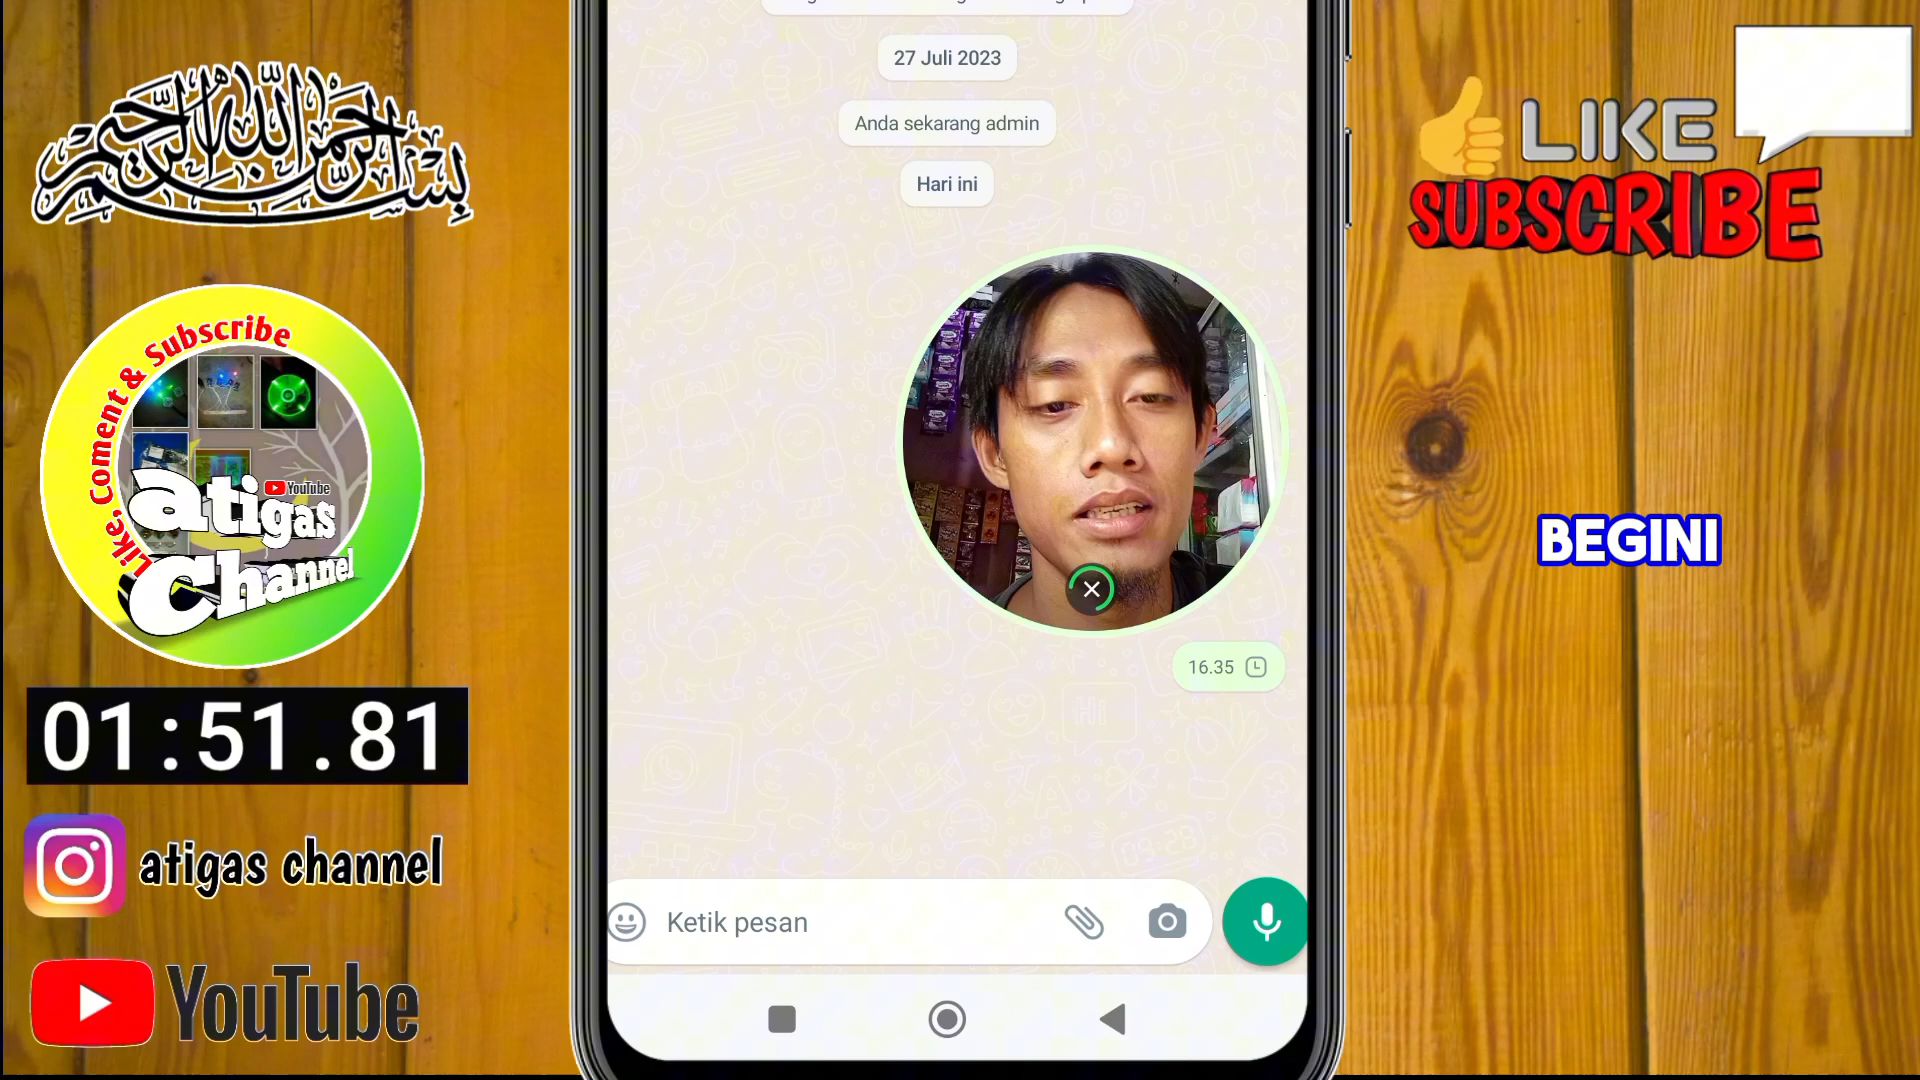 بسم الله الرحمن الرحيم
Like, Coment & Subscribe
YouTube
atigas
Channel
01:51.81
atigas channel
YouTube
27 Juli 2023
Anda sekarang admin
Hari ini
16.35
Ketik pesan
LIKE
SUBSCRIBE
BEGINI